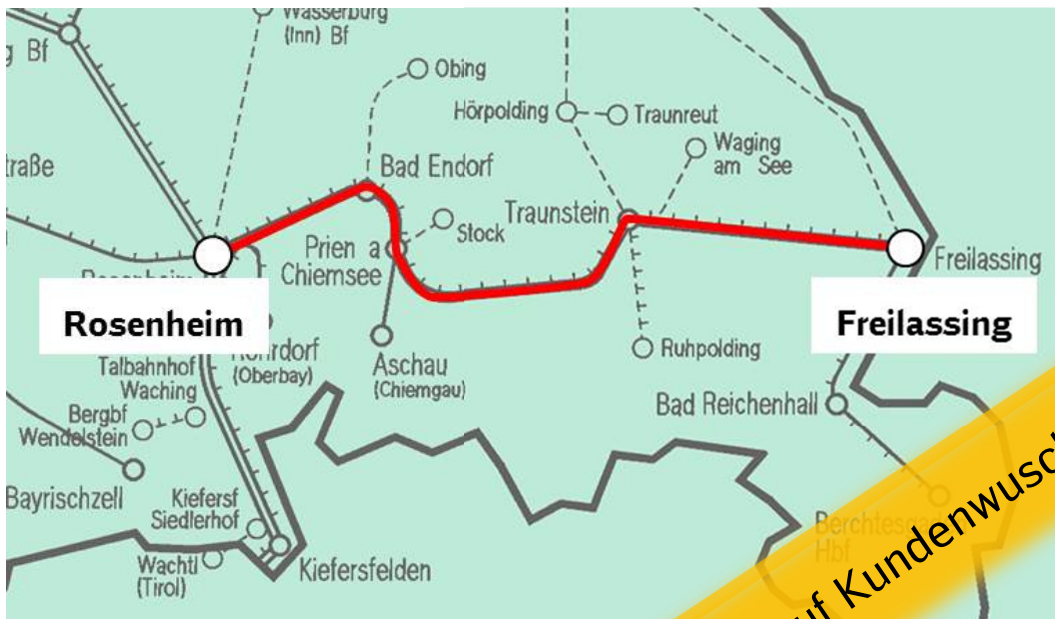 Wasserburg
(Inn) Bf
g Bf
Obing
Hörpolding
Traunreut
Waging
am See
traße
Bad Endorf
Traunstein
Stock
Prien a
Chiemsee
Freilassing
Rosenheim
Freilassing
Rohrdorf
(Oberbay)
Aschau
(Chiemgau)
Ruhpolding
Talbahnhof
Waching
Bergbf
Wendelstein
Bad Reichenhall
Bayrischzell
Kiefersf
Siedlerhof
Wachtl
(Tirol)
Kiefersfelden
Hbf
uf Kundenwusch